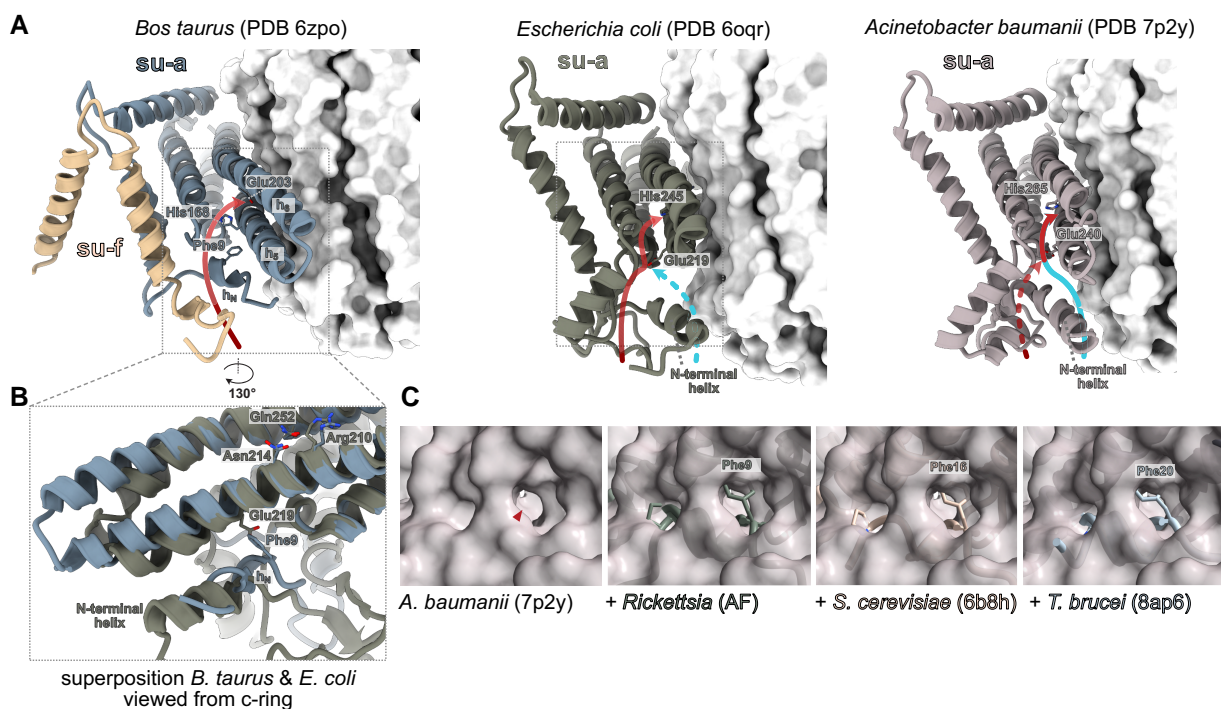 A
Bos taurus (PDB 6zpo)
Escherichia coli (PDB 6oqr)
Acinetobacter baumanii (PDB 7p2y)
su-a
su-f
Glu203
His168
h₆
Phe9
h₅
hN
130°
su-a
His245
Glu219
N-terminal
helix
su-a
His265
Glu240
N-terminal
helix
B
Gln252
Arg210
Asn214
Glu219
Phe9
hN
N-terminal
helix
superposition B. taurus & E. coli
viewed from c-ring
C
Phe9
Phe16
Phe20
A. baumanii (7p2y)
+ Rickettsia (AF)
+ S. cerevisiae (6b8h)
+ T. brucei (8ap6)